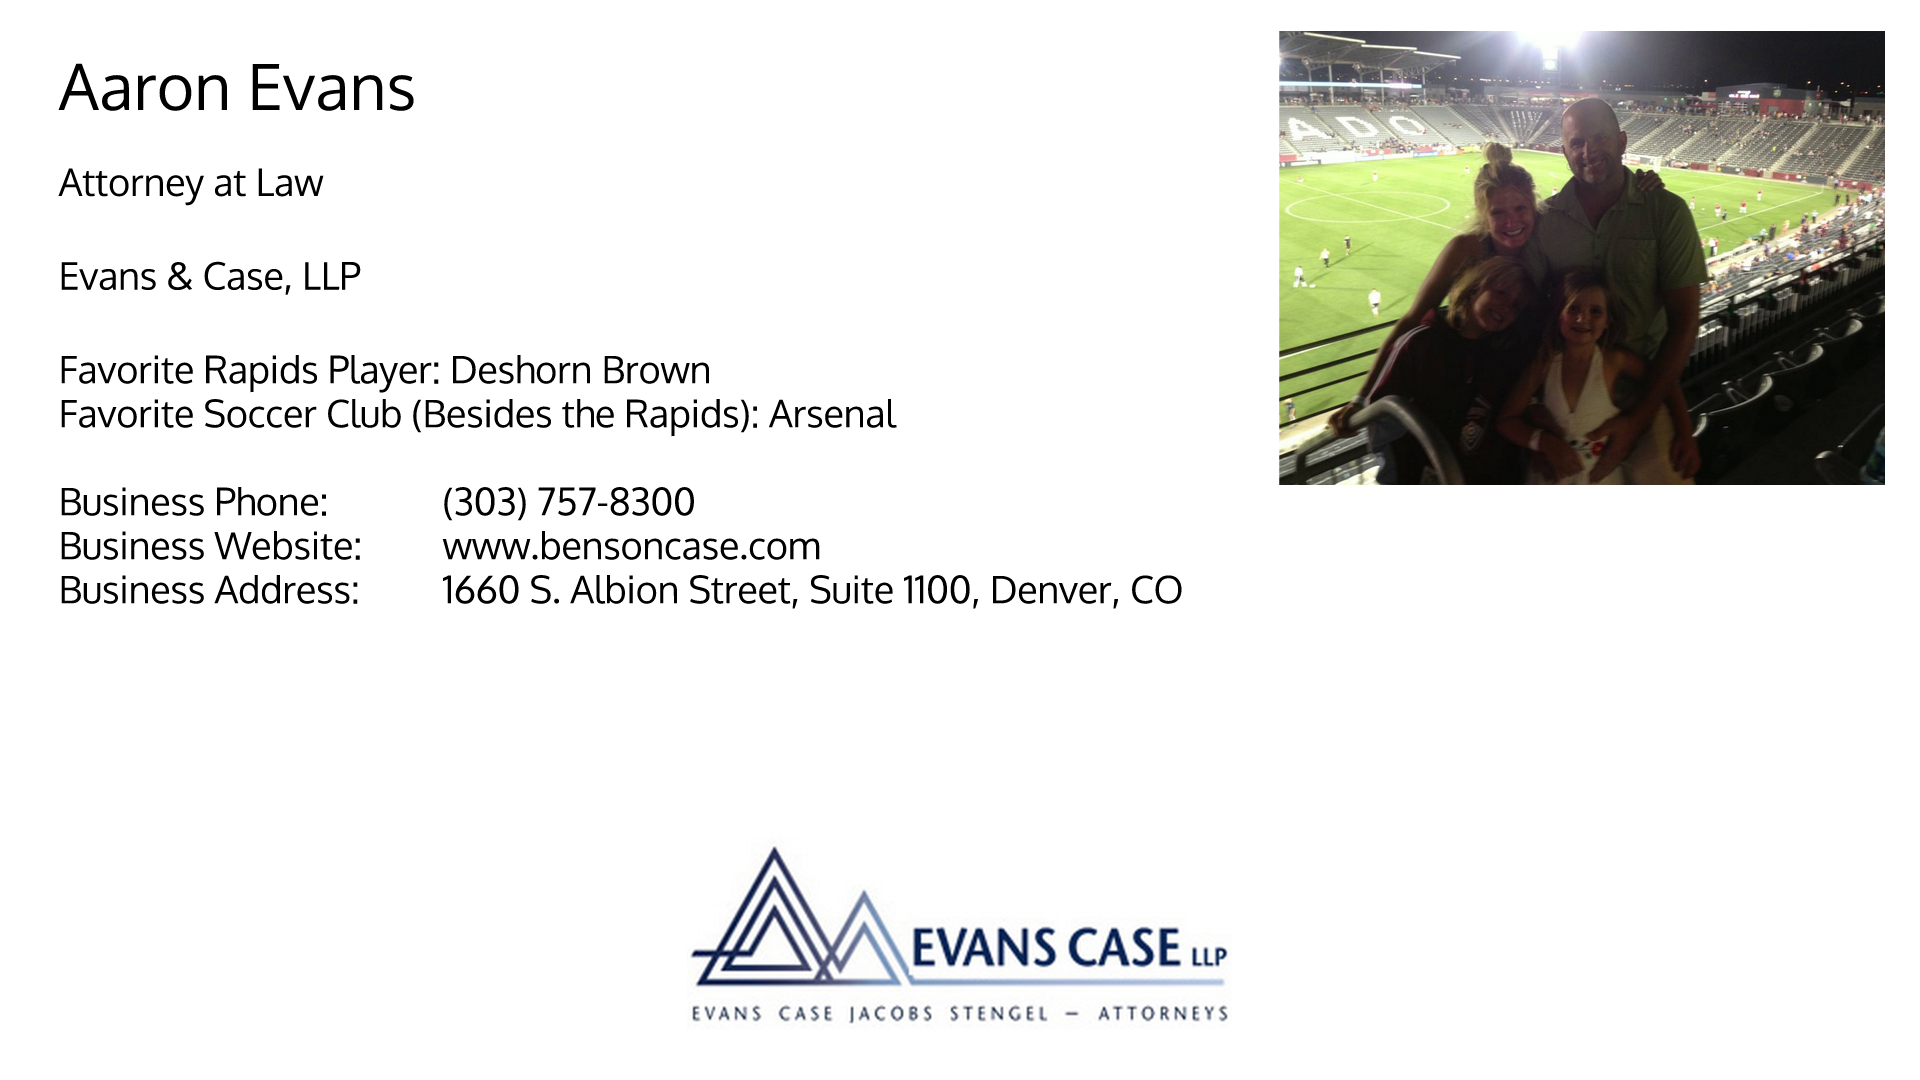 Aaron Evans
Attorney at Law
Evans & Case, LLP
Favorite Rapids Player: Deshorn Brown
Favorite Soccer Club (Besides the Rapids): Arsenal
Business Phone: (303) 757-8300
Business Website: www.bensoncase.com
Business Address: 1660 S. Albion Street, Suite 1100, Denver, CO
ADO
EVANS CASE LLP
EVANS CASE JACOBS STENGEL – ATTORNEYS